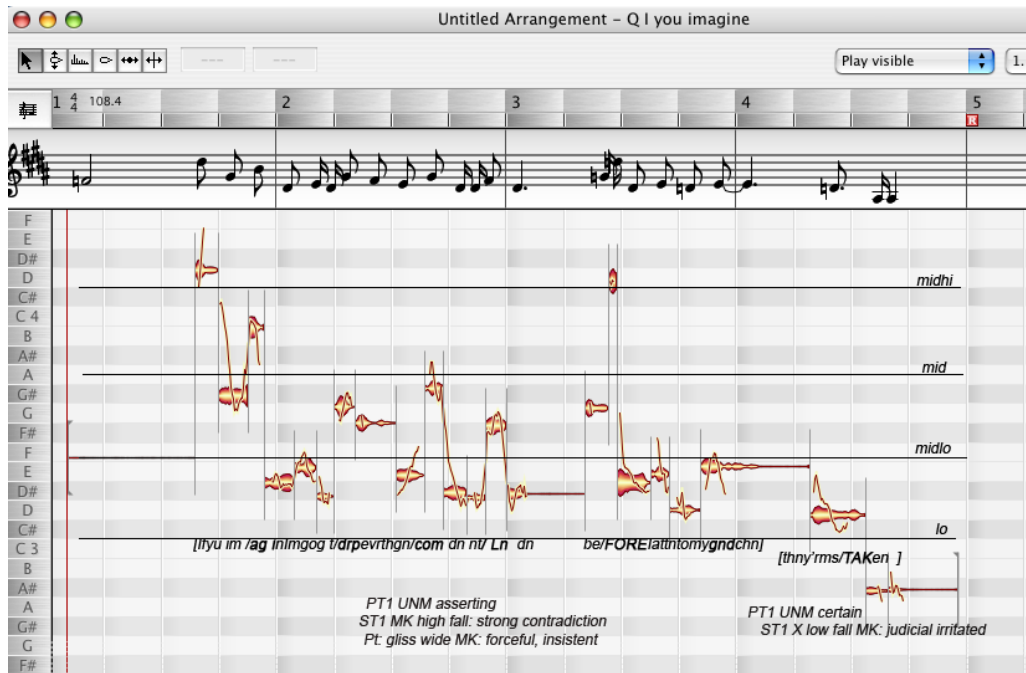 Untitled Arrangement – Q I you imagine
---
---
Play visible
1.
1 4 4 108.4 2 3 4 5
R
F
E
D#
D
midhi
C#
C 4
B
A#
A
mid
G#
G
F#
F
midlo
E
D#
D
C#
lo
C 3
[Ifyu im /ag inImgog t/drpevrthgn/com dn nt/ Ln dn be/FORElattntomygndchn]
B
[thny'rms/TAKen ]
A#
A
PT1 UNM asserting
PT1 UNM certain
G#
ST1 MK high fall: strong contradiction
ST1 X low fall MK: judicial irritated
G
Pt: gliss wide MK: forceful, insistent
F#